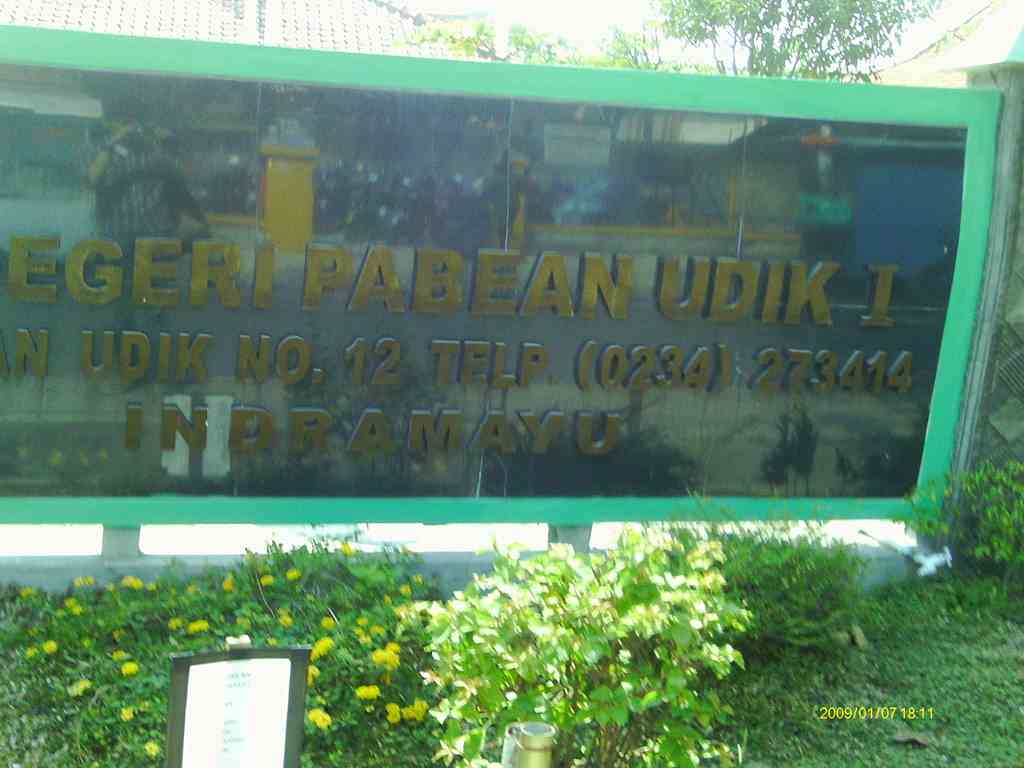 EGERI PABEAN UDIK I
AN UDIK NO. 12 TELP. (0234) 273414
INDRAMAYU
2009/01/07 18:11